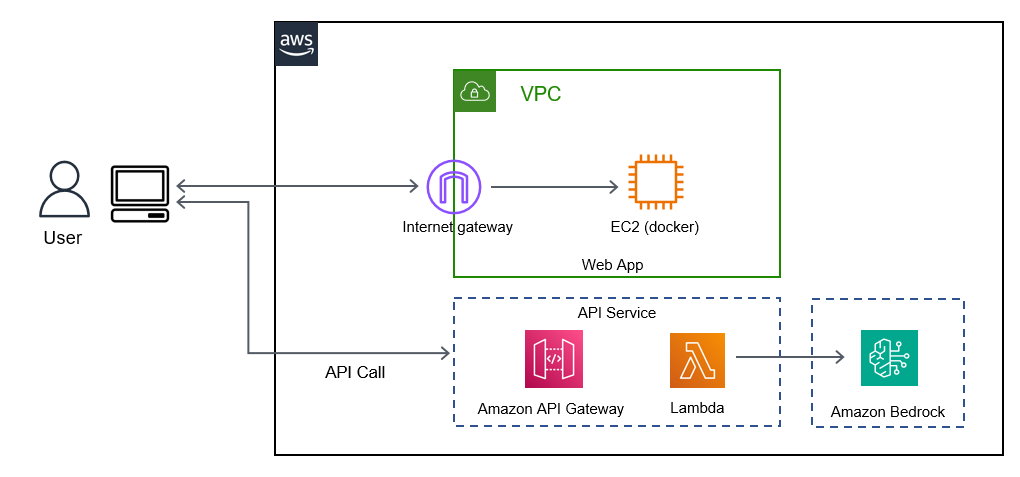 aws
VPC
User
Internet gateway
EC2 (docker)
Web App
API Service
</>
API Call
Amazon API Gateway
Lambda
Amazon Bedrock